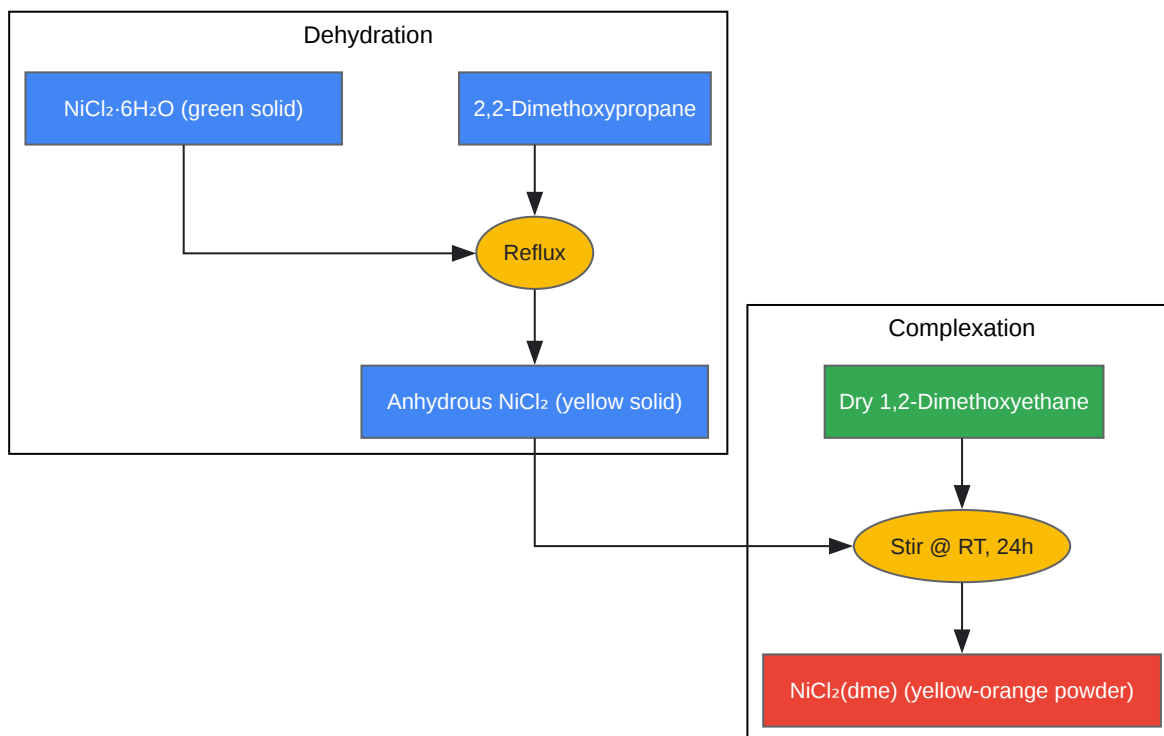 Dehydration
NiCl₂·6H₂O (green solid)
2,2-Dimethoxypropane
Reflux
Anhydrous NiCl₂ (yellow solid)
Complexation
Dry 1,2-Dimethoxyethane
Stir @ RT, 24h
NiCl₂(dme) (yellow-orange powder)